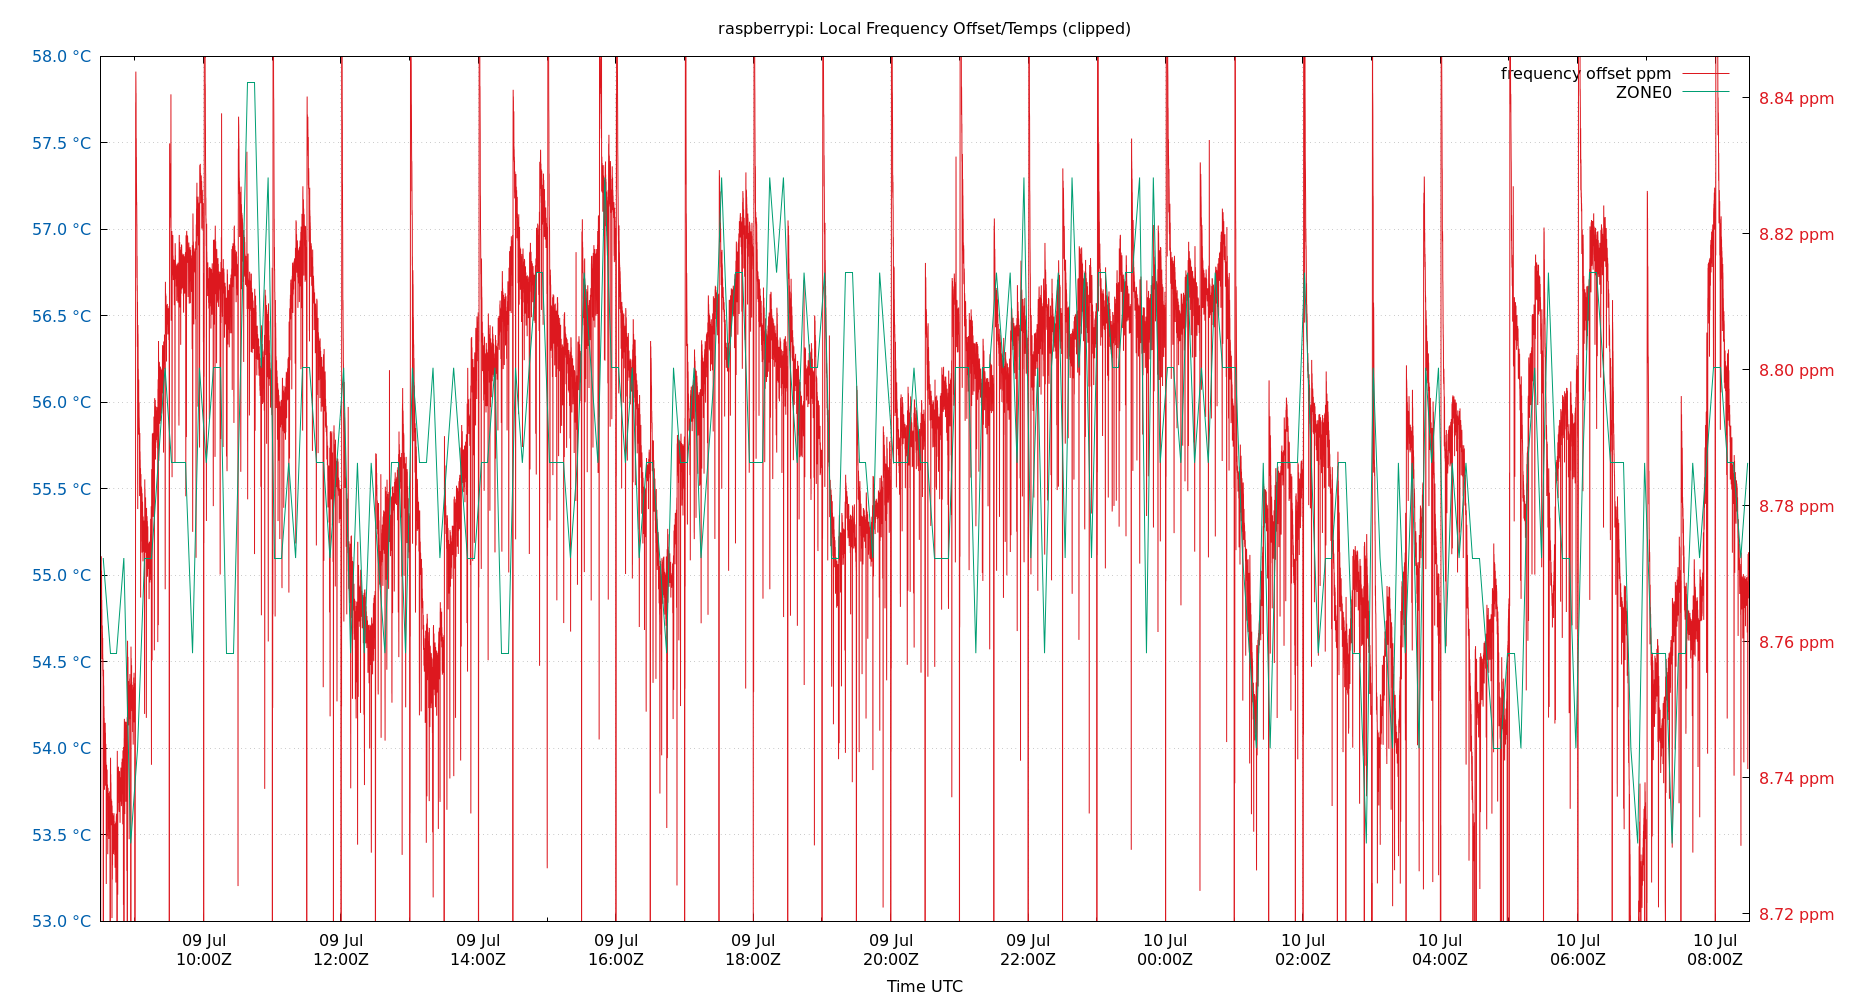 raspberrypi: Local Frequency Offset/Temps (clipped)
58.0 °C
57.5 °C
57.0 °C
56.5 °C
56.0 °C
55.5 °C
55.0 °C
54.5 °C
54.0 °C
53.5 °C
53.0 °C
frequency offset ppm
ZONE0
8.84 ppm
8.82 ppm
8.80 ppm
8.78 ppm
8.76 ppm
8.74 ppm
8.72 ppm
09 Jul 09 Jul 09 Jul 09 Jul 09 Jul 09 Jul 09 Jul 10 Jul 10 Jul 10 Jul 10 Jul 10 Jul
10:00Z 12:00Z 14:00Z 16:00Z 18:00Z 20:00Z 22:00Z 00:00Z 02:00Z 04:00Z 06:00Z 08:00Z
Time UTC